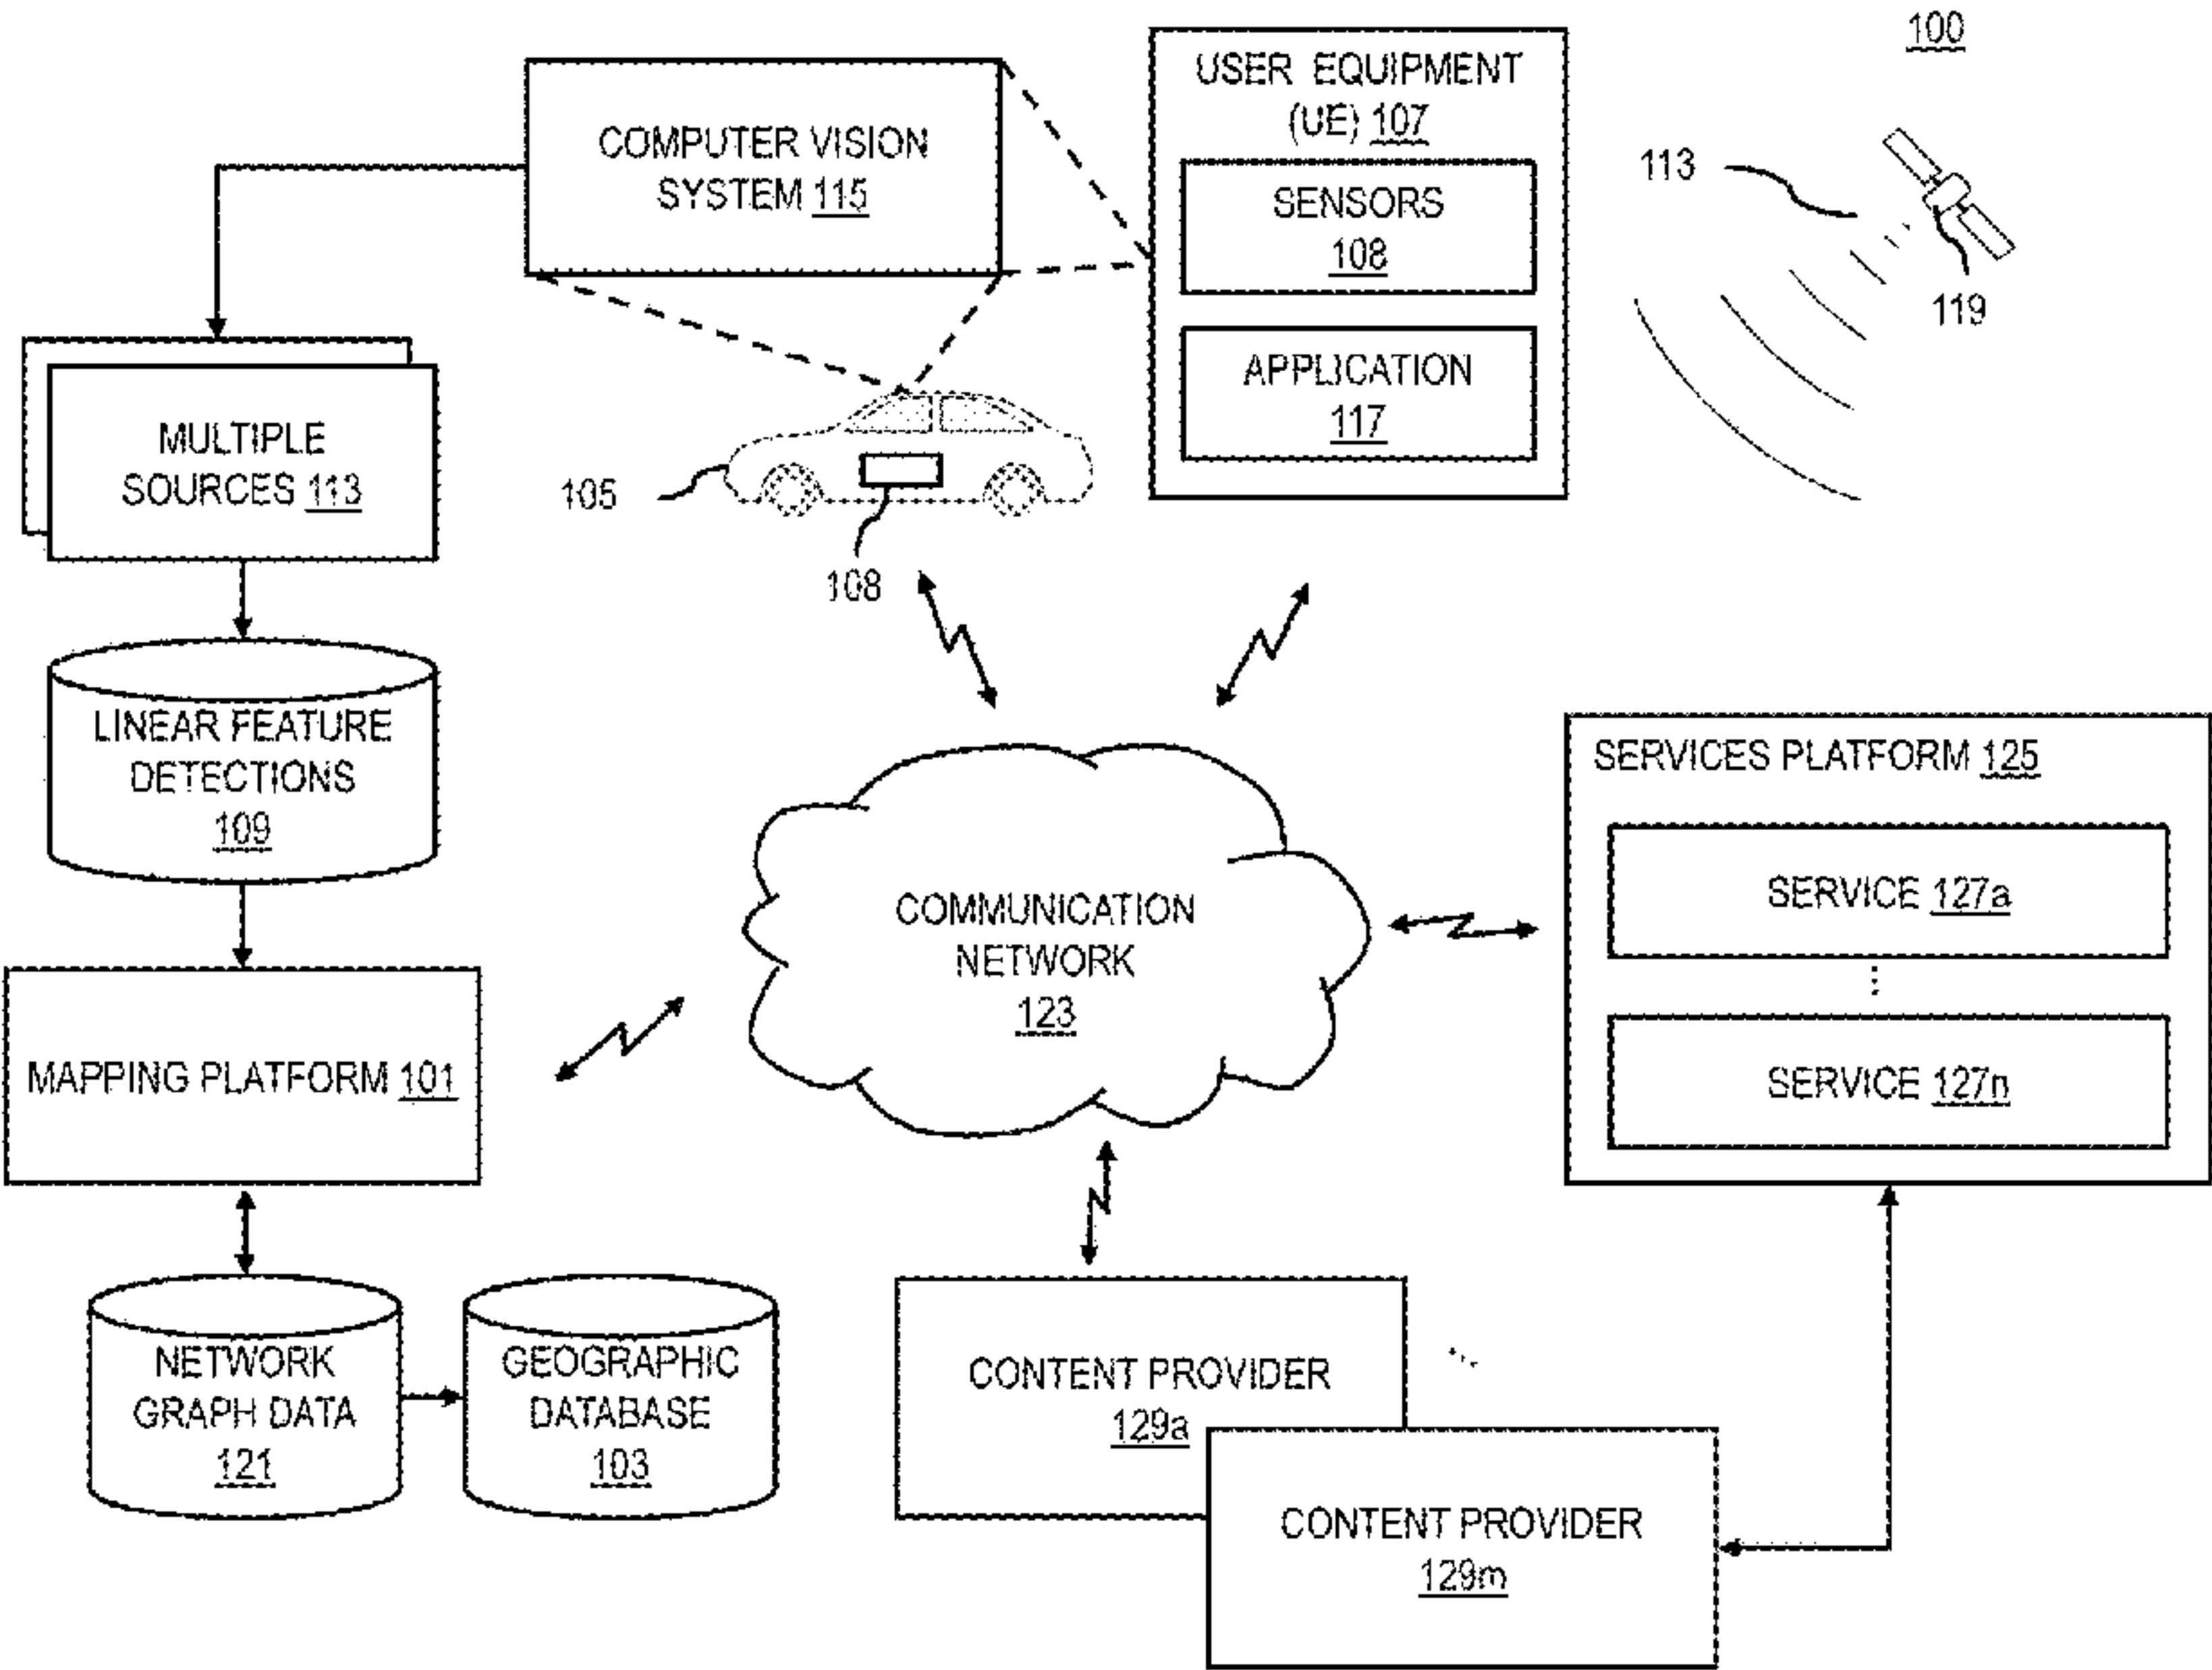 100
USER EQUIPMENT
(UE) 107
SENSORS
108
APPLICATION
117
COMPUTER VISION
SYSTEM 115
113
119
MULTIPLE
SOURCES 113
105
108
LINEAR FEATURE
DETECTIONS
109
SERVICES PLATFORM 125
SERVICE 127a
⋮
SERVICE 127n
COMMUNICATION
NETWORK
123
MAPPING PLATFORM 101
NETWORK
GRAPH DATA
121
GEOGRAPHIC
DATABASE
103
CONTENT PROVIDER
129a
...
CONTENT PROVIDER
129m